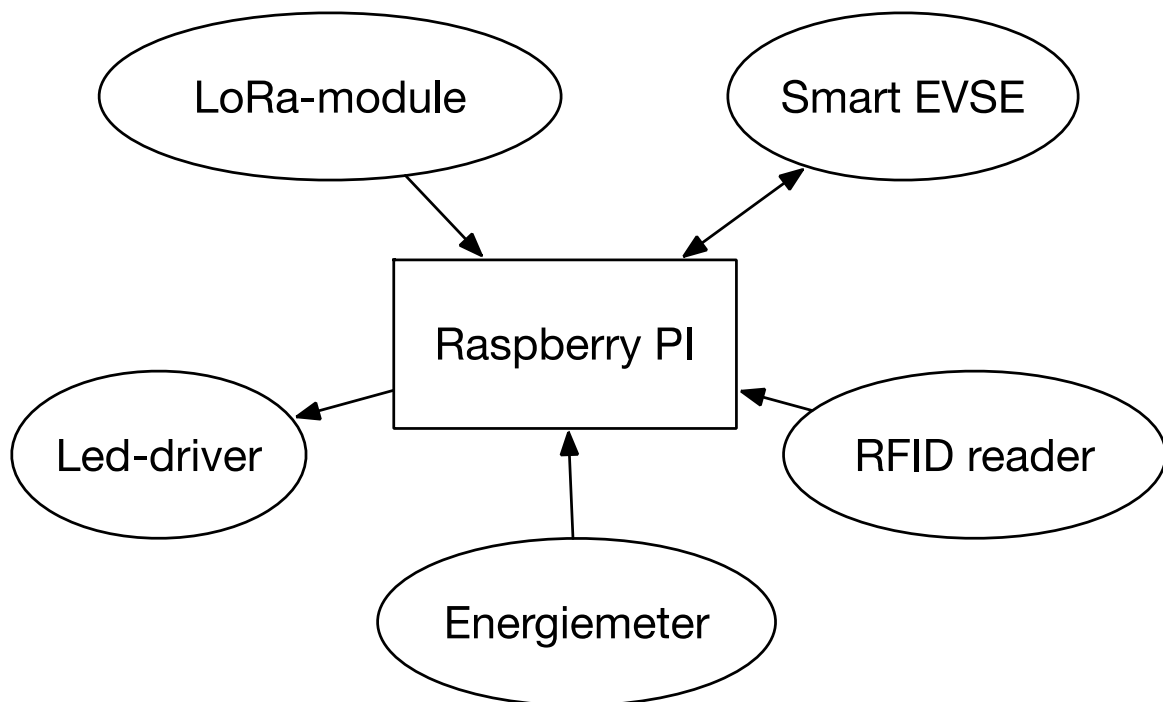 LoRa-module
Smart EVSE
Raspberry PI
Led-driver
RFID reader
Energiemeter